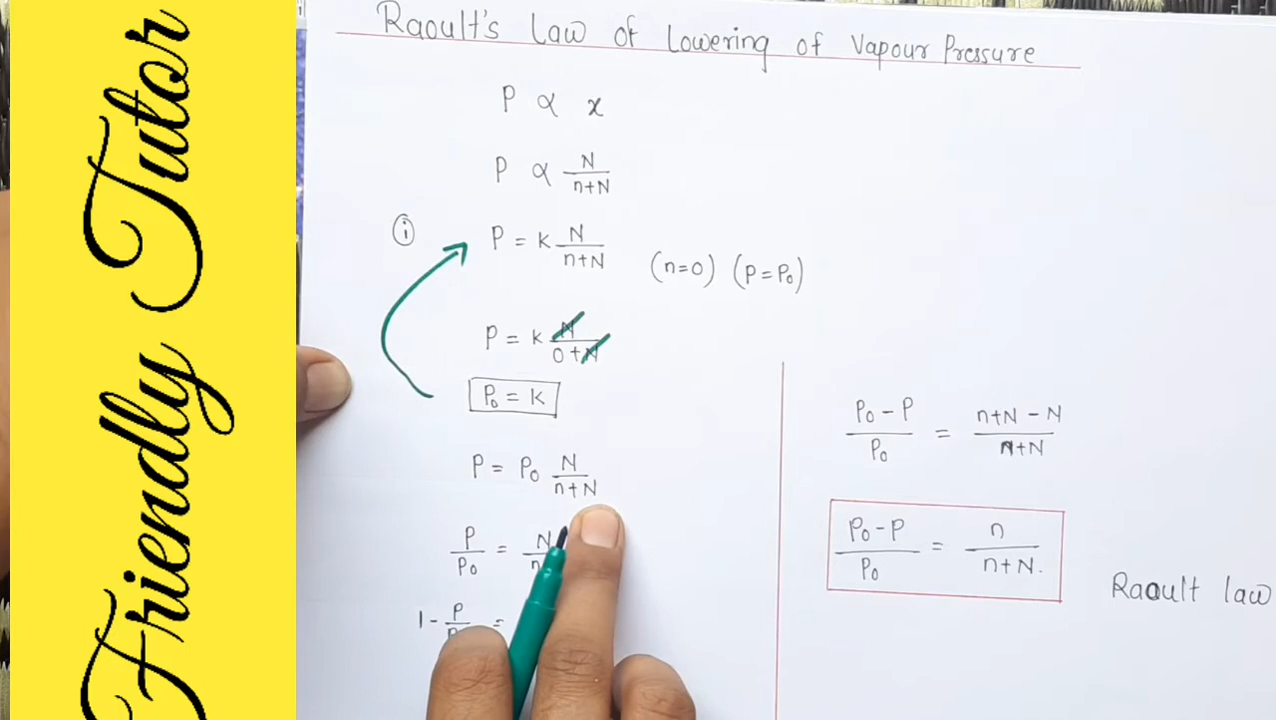 Friendly Tutor
Raoult's Law of Lowering of Vapour Pressure
P ∝ x
P ∝ N/(n+N)
(i) P = k N/(n+N) (n=0) (P=P₀)
P = k N/(0+N)
P₀ = k
P = P₀ N/(n+N)
P/P₀ = N
1 - P =
(P₀-P)/P₀ = (n+N-N)/(n+N)
(P₀-P)/P₀ = n/(n+N).
Raoult law